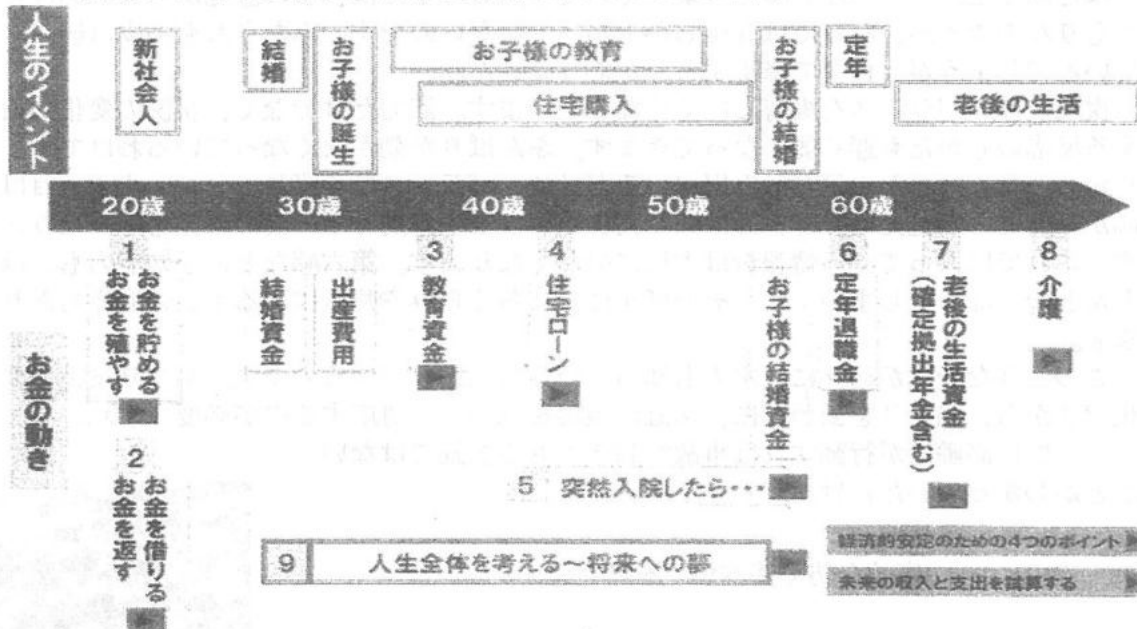 人生のイベント
新社会人
結婚
お子様の誕生
お子様の教育
住宅購入
お子様の結婚
定年
老後の生活
20歳
30歳
40歳
50歳
60歳
お金の動き
1
お金を貯める
お金を殖やす
2
お金を借りる
お金を返す
結婚資金
出産費用
3
教育資金
4
住宅ローン
お子様の結婚資金
6
定年退職金
7
老後の生活資金
(確定拠出年金含む)
8
介護
5 突然入院したら‥‥
9 人生全体を考える～将来への夢
経済的安定のための4つのポイント
未来の収入と支出を試算する